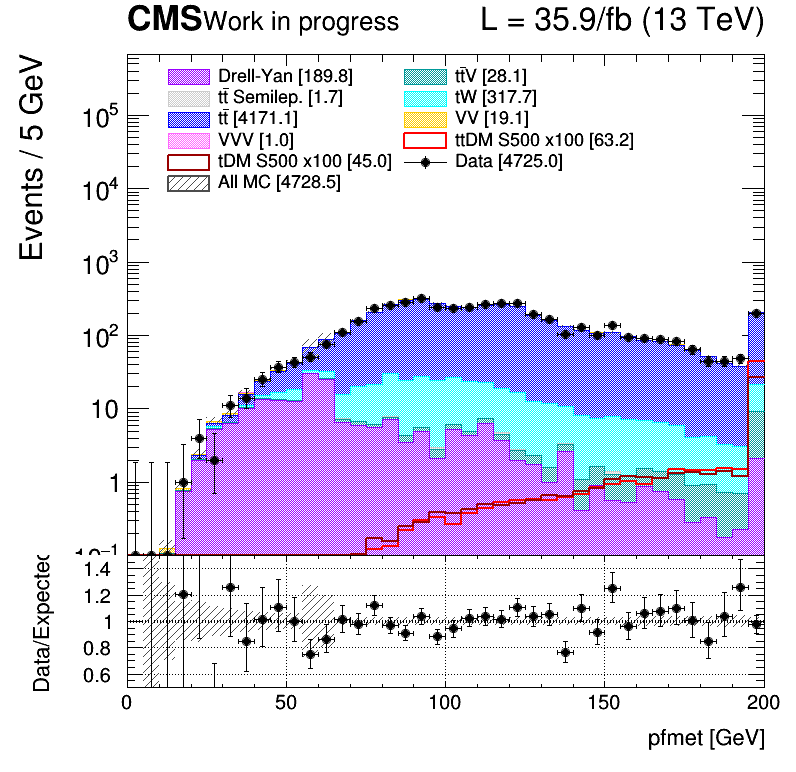 CMS Work in progress L = 35.9/fb (13 TeV)
Events / 5 GeV
Drell-Yan [189.8] tt̄V [28.1]
tt̄ Semilep. [1.7] tW [317.7]
tt̄ [4171.1] VV [19.1]
VVV [1.0] ttDM S500 x100 [63.2]
tDM S500 x100 [45.0] Data [4725.0]
All MC [4728.5]
10⁵
10⁴
10³
10²
10
1
10⁻¹
Data/Expected
1.4
1.2
1
0.8
0.6
0 50 100 150 200
pfmet [GeV]